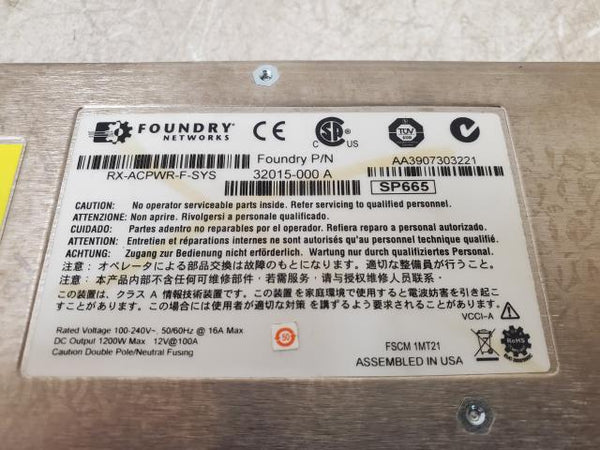 FOUNDRY
NETWORKS
CE
CSA
C US
TÜV
Foundry P/N
RX-ACPWR-F-SYS
32015-000 A
AA3907303221
SP665
CAUTION: No operator serviceable parts inside. Refer servicing to qualified personnel.
ATTENZIONE: Non aprire. Rivolgersi a personale qualificado.
CUIDADO: Partes adentro no reparables por el operador. Refiera reparo a personal autorizado.
ATTENTION: Entretien et réparations internes ne sont autorisés qu'au personnel technique qualifié.
ACHTUNG: Zugang zur Bedienung nicht erförderlich. Wartung nur durch qualifiziertes Personal.
注意: オペレータによる部品交換は故障のもとになります。適切な整備員が行うこと。
注意: 本产品内部不含任何可维修部件·若需服务·请与授权维修人员联系·
この装置は、クラスA情報技術装置です。この装置を家庭環境で使用すると電波妨害を引き起こ
すことがあります。この場合には使用者が適切な対策を講ずるよう要求されることがあります。
VCCI-A
Rated Voltage 100-240V~, 50/60Hz @ 16A Max
DC Output 1200W Max 12V@100A
Caution Double Pole/Neutral Fusing
50
FSCM 1MT21
ASSEMBLED IN USA
RoHS